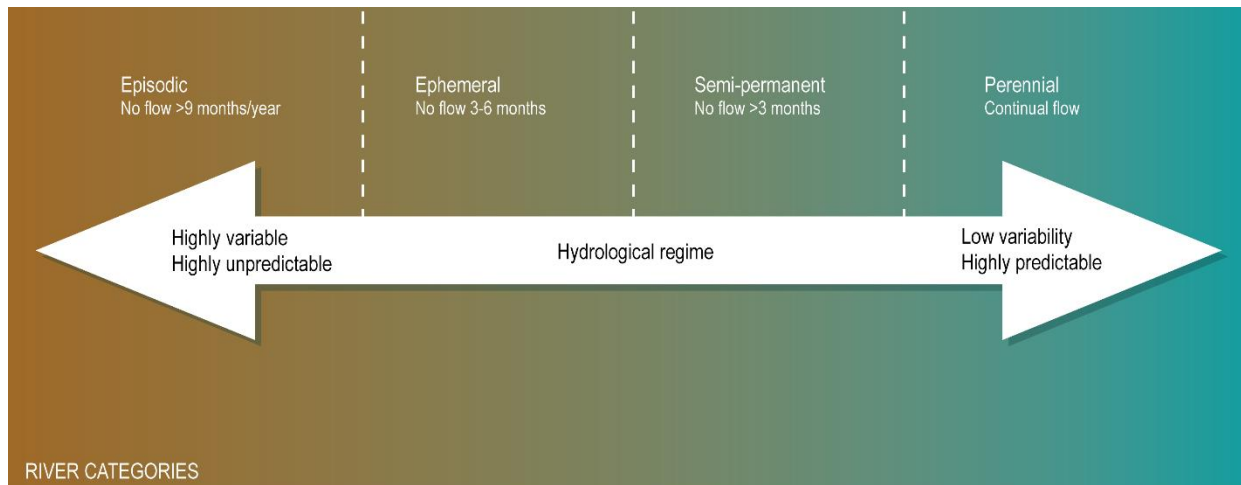 Episodic
No flow >9 months/year
Ephemeral
No flow 3-6 months
Semi-permanent
No flow >3 months
Perennial
Continual flow
Highly variable
Highly unpredictable
Hydrological regime
Low variability
Highly predictable
RIVER CATEGORIES